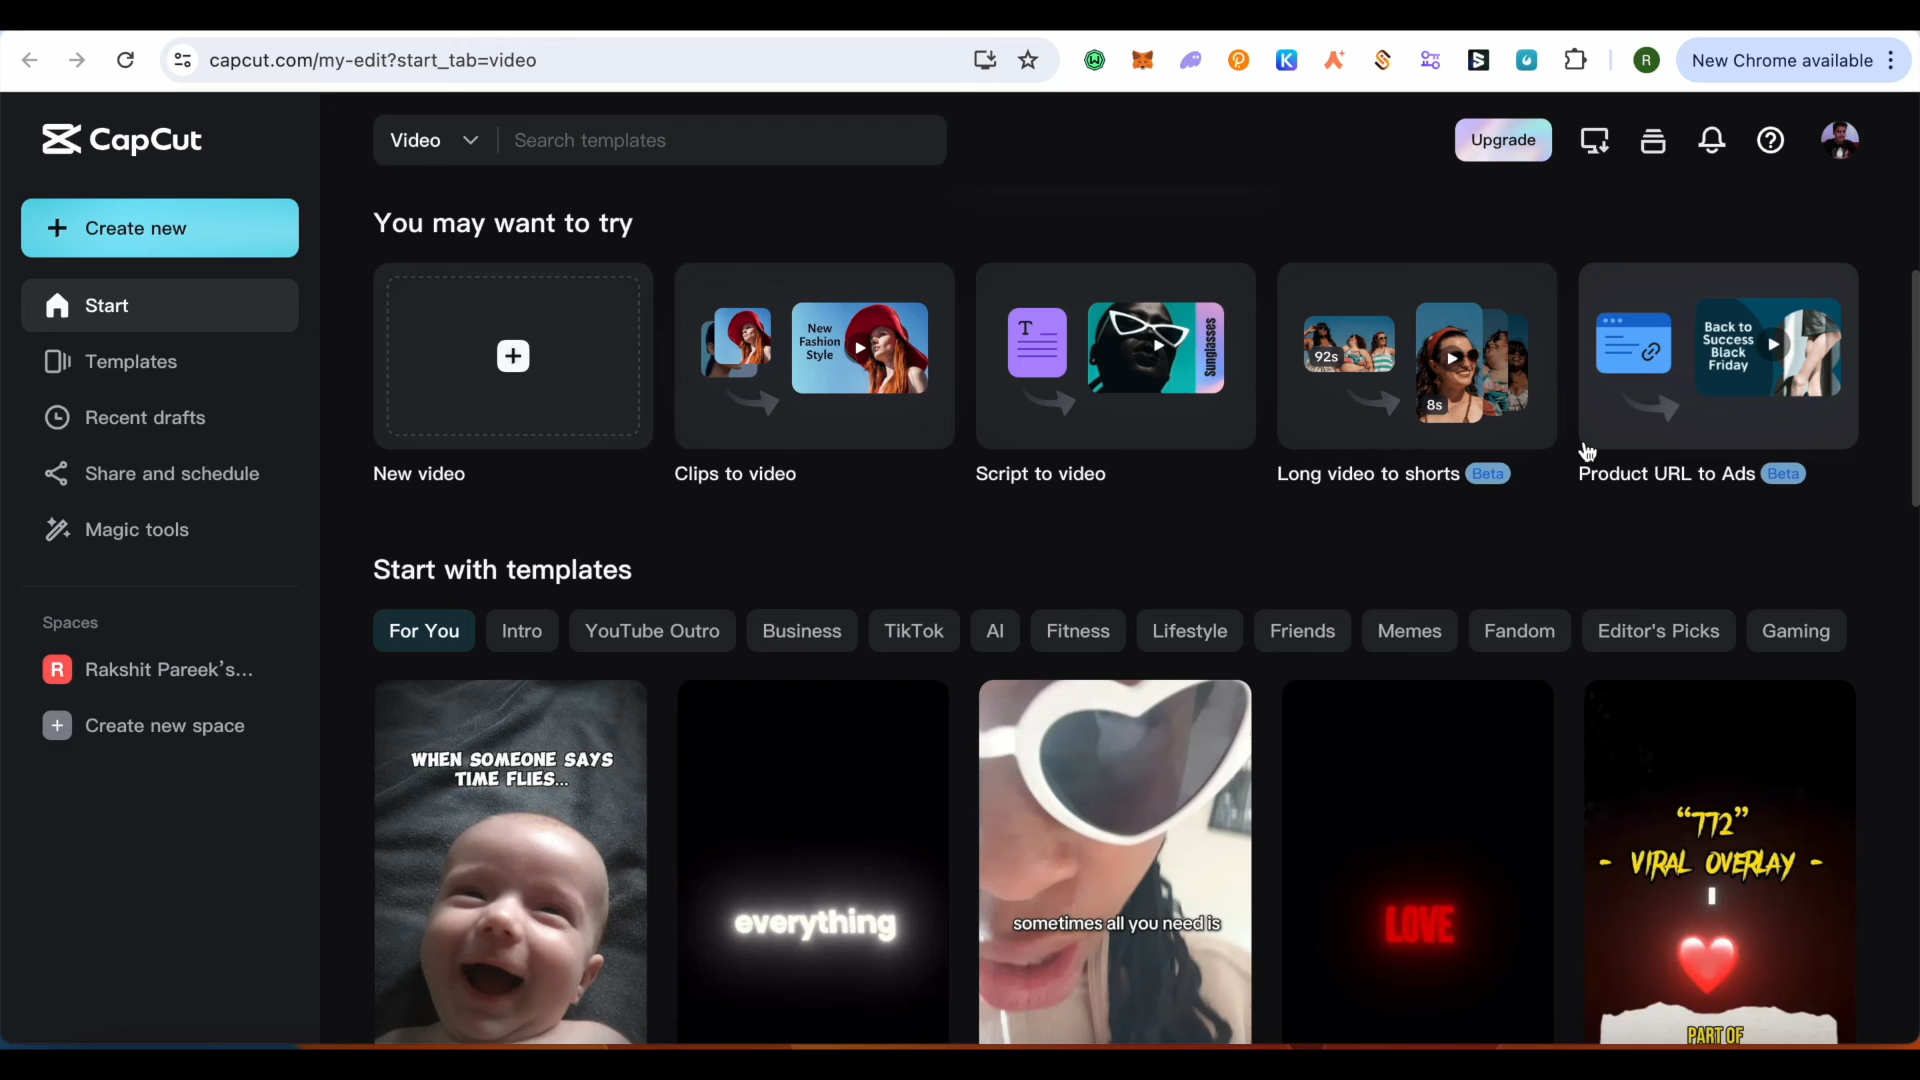 capcut.com/my-edit?start_tab=video
R
New Chrome available
CapCut
Video
Search templates
Upgrade
Create new
Start
Templates
Recent drafts
Share and schedule
Magic tools
Spaces
R
Rakshit Pareek's...
Create new space
You may want to try
New
Fashion
Style
T
Sunglasses
92s
8s
Back to
Success
Black
Friday
New video
Clips to video
Script to video
Long video to shorts Beta
Product URL to Ads Beta
Start with templates
For You
Intro
YouTube Outro
Business
TikTok
AI
Fitness
Lifestyle
Friends
Memes
Fandom
Editor's Picks
Gaming
WHEN SOMEONE SAYS
TIME FLIES...
everything
sometimes all you need is
LOVE
“772”
- VIRAL OVERLAY -
PART OF